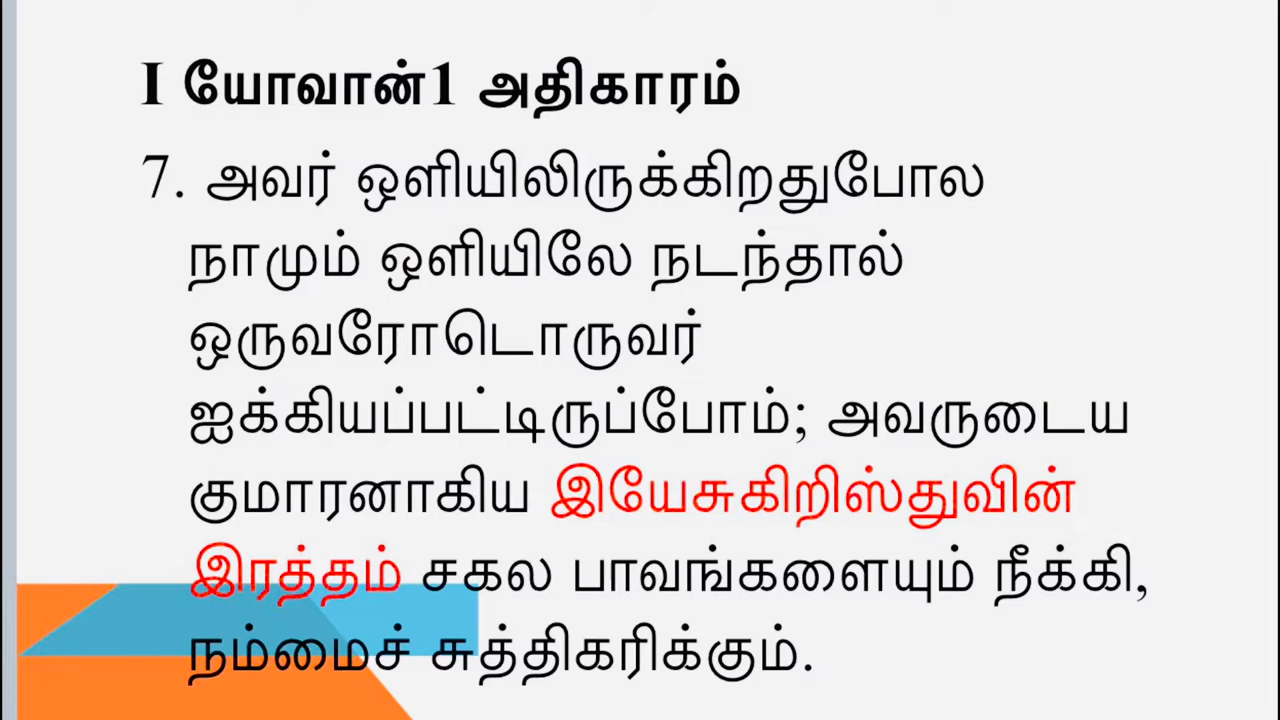 I யோவான்1 அதிகாரம்
7. அவர் ஒளியிலிருக்கிறதுபோல
நாமும் ஒளியிலே நடந்தால்
ஒருவரோடொருவர்
ஐக்கியப்பட்டிருப்போம்; அவருடைய
குமாரனாகிய இயேசுகிறிஸ்துவின்
இரத்தம் சகல பாவங்களையும் நீக்கி,
நம்மைச் சுத்திகரிக்கும்.